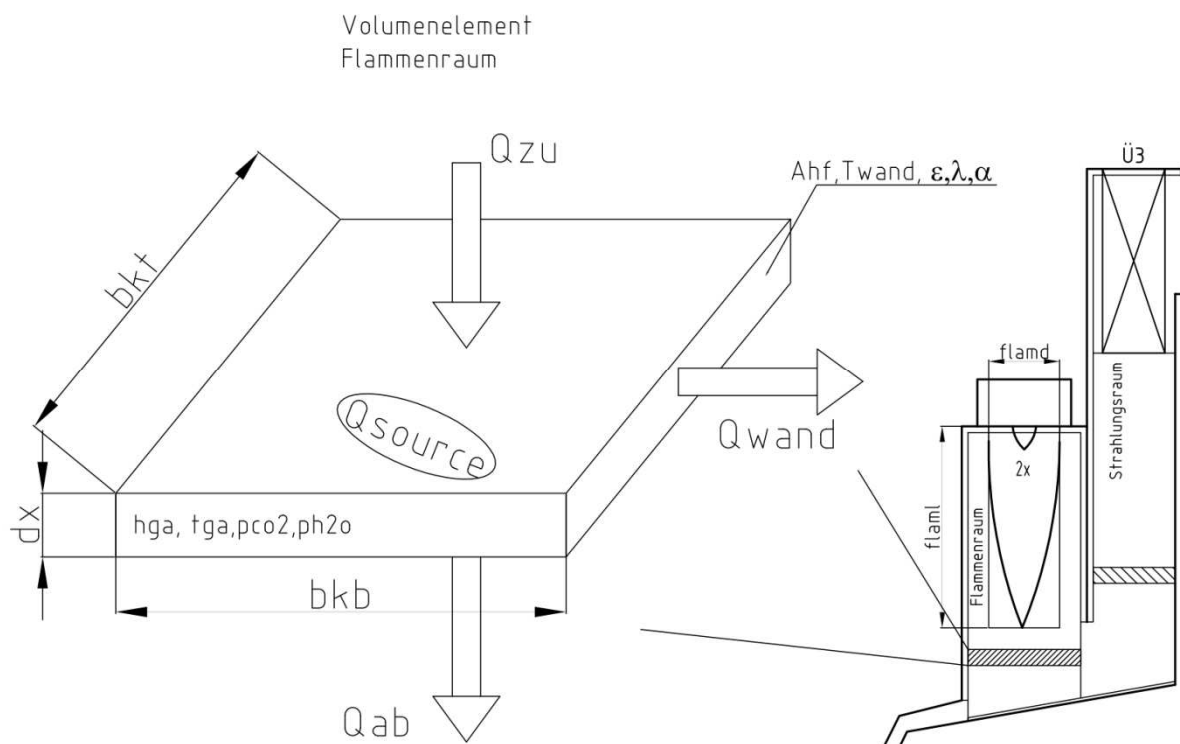 Volumenelement
Flammenraum
Qzu
Ü3
Ahf,Twand, ε,λ,α
bkt
flamd
Strahlungsraum
Qsource
Qwand
2x
flaml
Flammenraum
dx
hga, tga,pco2,ph2o
bkb
Qab